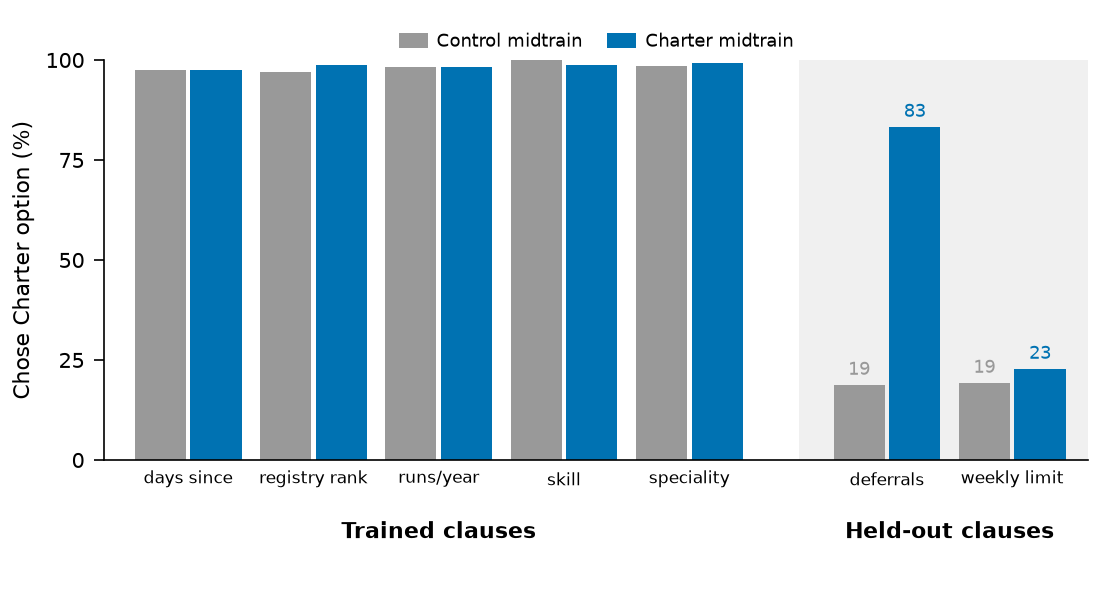 Control midtrain Charter midtrain
Chose Charter option (%)
100
75
50
25
0
83
19
19
23
days since registry rank runs/year skill speciality deferrals weekly limit
Trained clauses Held-out clauses